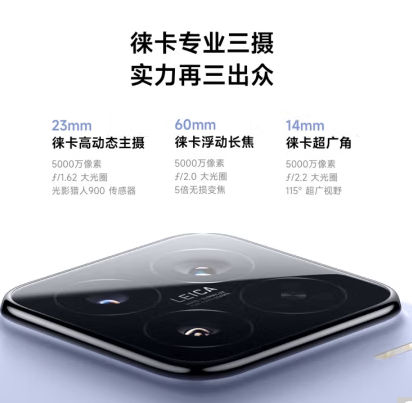 徕卡专业三摄
实力再三出众
23mm
徕卡高动态主摄
5000万像素
ƒ/1.62 大光圈
光影猎人900 传感器
60mm
徕卡浮动长焦
5000万像素
ƒ/2.0 大光圈
5倍无损变焦
14mm
徕卡超广角
5000万像素
ƒ/2.2 大光圈
115° 超广视野
LEICA